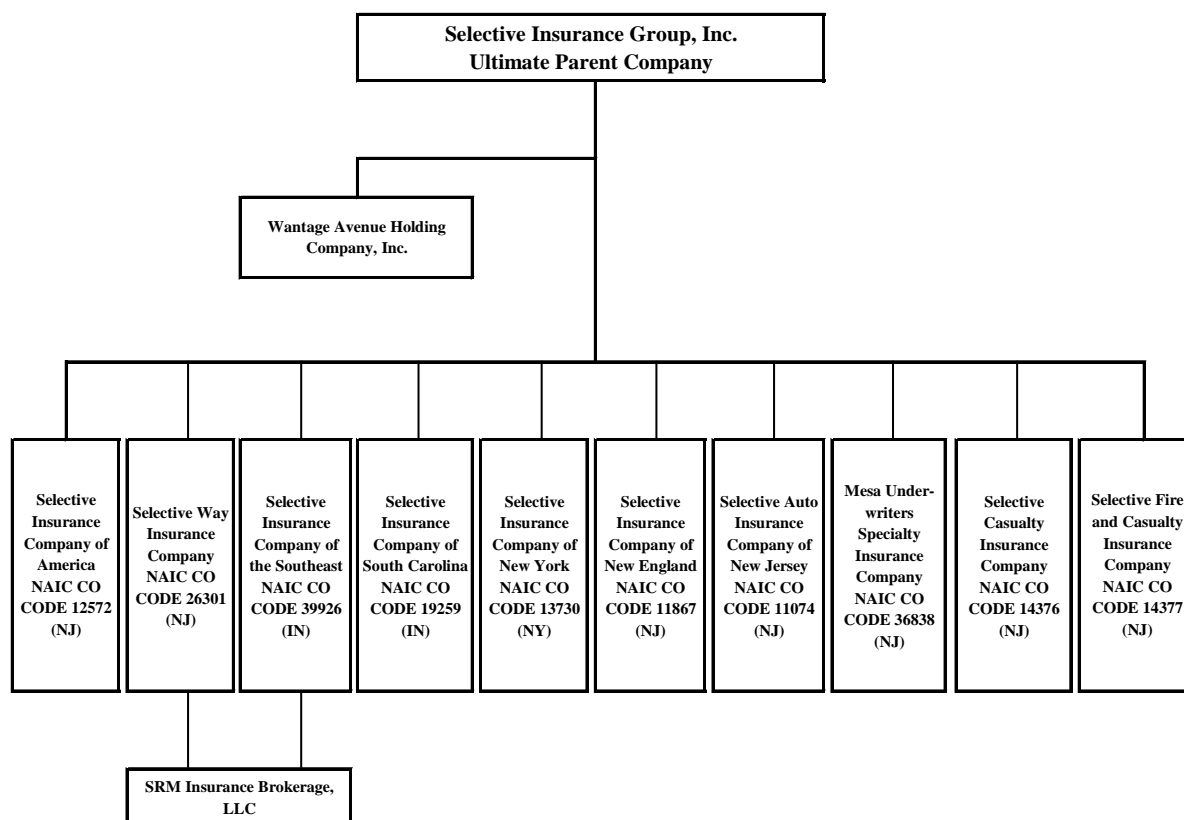 Selective Insurance Group, Inc.
Ultimate Parent Company
Wantage Avenue Holding
Company, Inc.
Selective
Insurance
Company of
America
NAIC CO
CODE 12572
(NJ)
Selective Way
Insurance
Company
NAIC CO
CODE 26301
(NJ)
Selective
Insurance
Company of
the Southeast
NAIC CO
CODE 39926
(IN)
Selective
Insurance
Company of
South Carolina
NAIC CO
CODE 19259
(IN)
Selective
Insurance
Company of
New York
NAIC CO
CODE 13730
(NY)
Selective
Insurance
Company of
New England
NAIC CO
CODE 11867
(NJ)
Selective Auto
Insurance
Company of
New Jersey
NAIC CO
CODE 11074
(NJ)
Mesa Under-
writers
Specialty
Insurance
Company
NAIC CO
CODE 36838
(NJ)
Selective
Casualty
Insurance
Company
NAIC CO
CODE 14376
(NJ)
Selective Fire
and Casualty
Insurance
Company
NAIC CO
CODE 14377
(NJ)
SRM Insurance Brokerage,
LLC